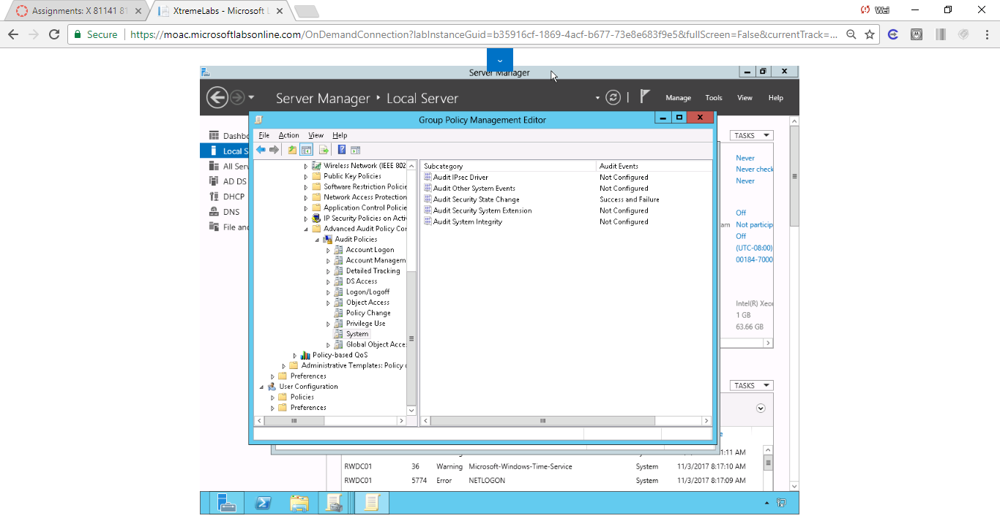 Assignments: X 81141 81
XtremeLabs - Microsoft L
Wei
Secure
https://moac.microsoftlabsonline.com/OnDemandConnection?labInstanceGuid=b35916cf-1869-4acf-b677-73e8e683f9e5&fullScreen=False&currentTrack=...
Server Manager
Server Manager • Local Server
Manage Tools View Help
Group Policy Management Editor
File Action View Help
Dashbo
Local S
All Serv
AD DS
DHCP
DNS
File and
Wireless Network (IEEE 802
Public Key Policies
Software Restriction Policie
Network Access Protection
Application Control Policie
IP Security Policies on Acti
Advanced Audit Policy Cor
Audit Policies
Account Logon
Account Managem
Detailed Tracking
DS Access
Logon/Logoff
Object Access
Policy Change
Privilege Use
System
Global Object Acce
Policy-based QoS
Administrative Templates: Policy
Preferences
User Configuration
Policies
Preferences
Subcategory Audit Events
Audit IPsec Driver Not Configured
Audit Other System Events Not Configured
Audit Security State Change Success and Failure
Audit Security System Extension Not Configured
Audit System Integrity Not Configured
TASKS
Never
Never check
Never
Off
am Not particip
Off
(UTC-08:00)
00184-7000
Intel(R) Xeo
1 GB
63.66 GB
TASKS
1:11 AM
RWDC01 36 Warning Microsoft-Windows-Time-Service System 11/3/2017 8:17:10 AM
RWDC01 5774 Error NETLOGON System 11/3/2017 8:17:09 AM